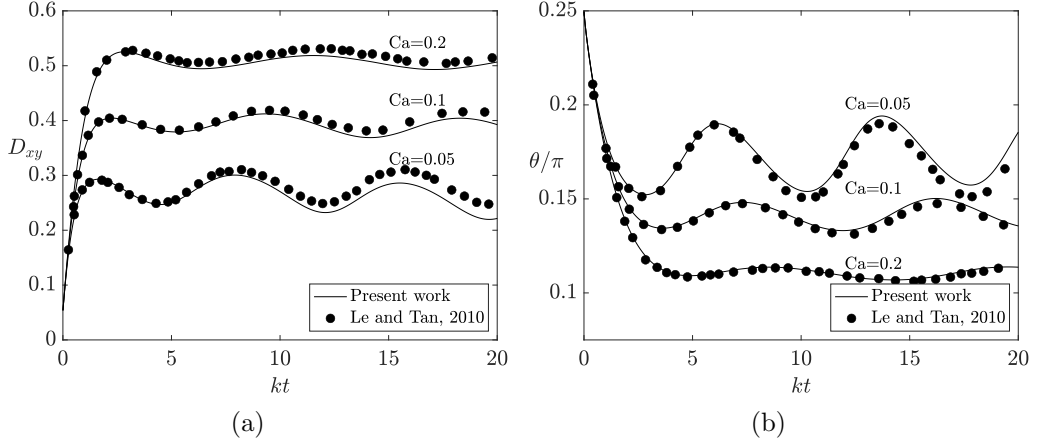 0.6
0.5
0.4
0.3
0.2
0.1
0
D_{xy}
Ca=0.2
Ca=0.1
Ca=0.05
Present work
Le and Tan, 2010
0 5 10 15 20
kt
(a)
0.25
0.2
0.15
0.1
θ/π
Ca=0.05
Ca=0.1
Ca=0.2
Present work
Le and Tan, 2010
0 5 10 15 20
kt
(b)